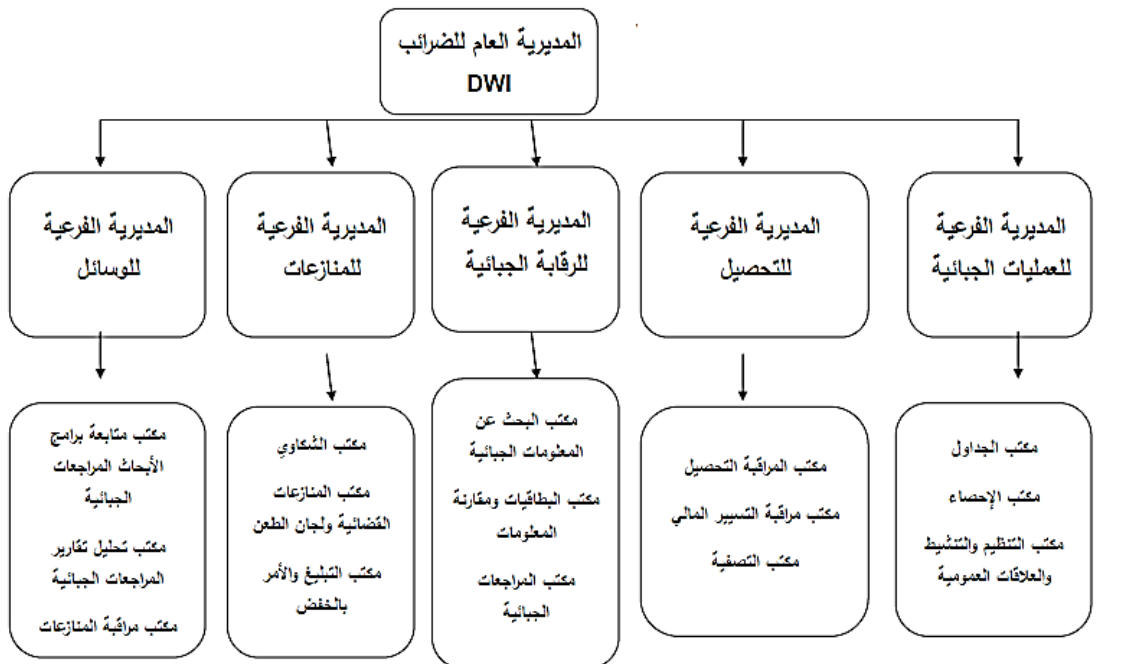 المديرية العام للضرائب
DWI
المديرية الفرعية
للعمليات الجبائية
المديرية الفرعية
للتحصيل
المديرية الفرعية
للرقابة الجبائية
المديرية الفرعية
للمنازعات
المديرية الفرعية
للوسائل
مكتب الجداول
مكتب الإحصاء
مكتب التنظيم والتنشيط
والعلاقات العمومية
مكتب المراقبة التحصيل
مكتب مراقبة التسيير المالي
مكتب التصفية
مكتب البحث عن
المعلومات الجبائية
مكتب البطاقيات ومقارنة
المعلومات
مكتب المراجعات
الجبائية
مكتب الشكاوي
مكتب المنازعات
القضائية ولجان الطعن
مكتب التبليغ والأمر
بالخفض
مكتب متابعة برامج
الأبحاث المراجعات
الجبائية
مكتب تحليل تقارير
المراجعات الجبائية
مكتب مراقبة المنازعات